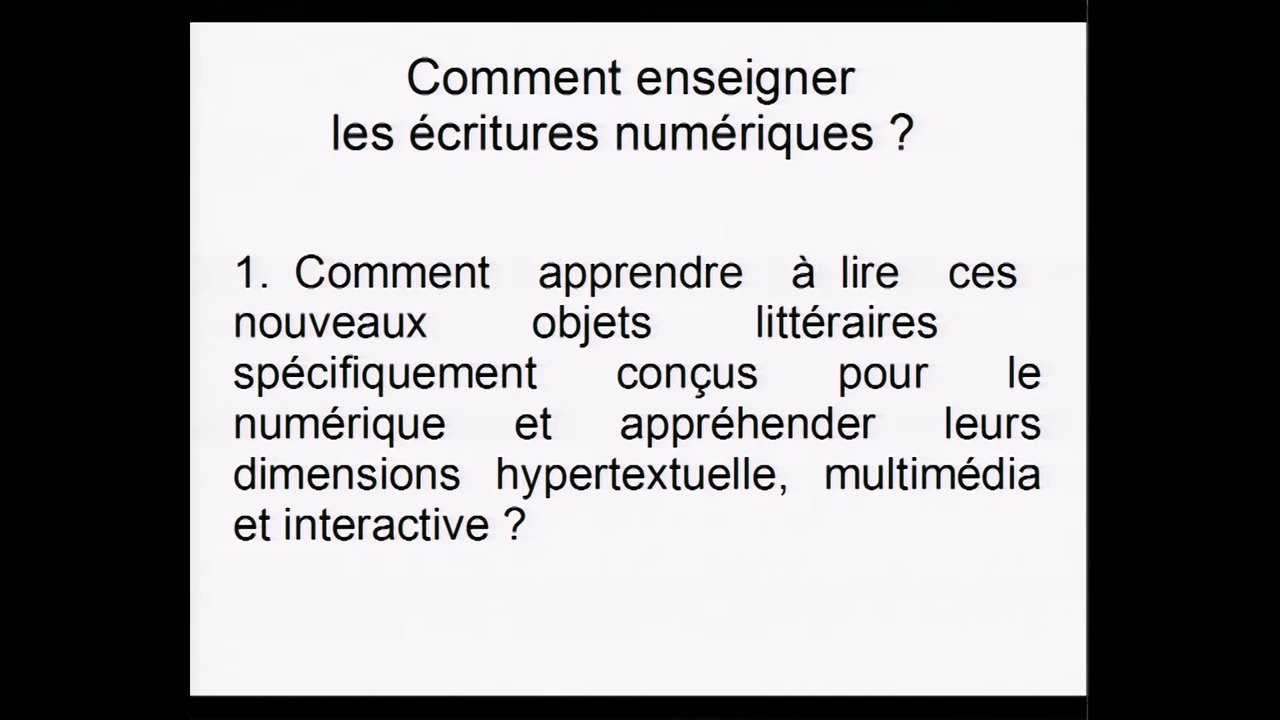 Comment enseigner
les écritures numériques ?
1. Comment apprendre à lire ces
nouveaux objets littéraires
spécifiquement conçus pour le
numérique et appréhender leurs
dimensions hypertextuelle, multimédia
et interactive ?